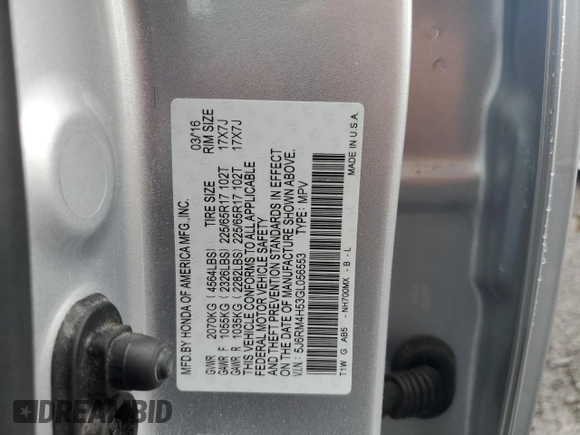 MFD.BY HONDA OF AMERICA MFG.,INC. 03/16
TIRE SIZE RIM SIZE
GVWR 2070KG (4564LBS)
GAWR F 1055KG (2326LBS) 225/65R17 102T 17X7J
GAWR R 1035KG (2282LBS) 225/65R17 102T 17X7J
THIS VEHICLE CONFORMS TO ALL APPLICABLE
FEDERAL MOTOR VEHICLE SAFETY
AND THEFT PREVENTION STANDARDS IN EFFECT
ON THE DATE OF MANUFACTURE SHOWN ABOVE.
V.I.N.: 5J6RM4H53GL056553 TYPE: MPV
T1W G AB5 - NH700MX - B - L MADE IN U.S.A.
DREAMBID